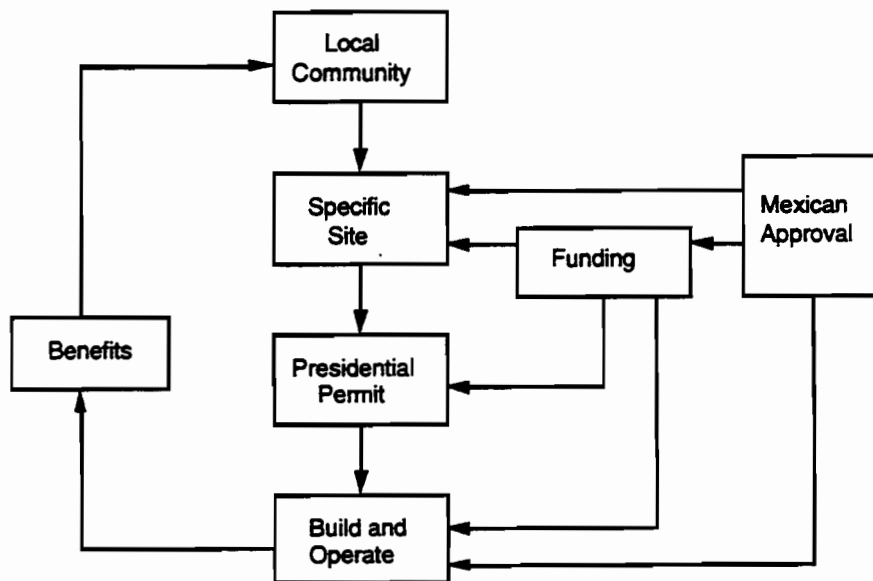 Local
Community
Specific
Site
Mexican
Approval
Funding
Benefits
Presidential
Permit
Build and
Operate